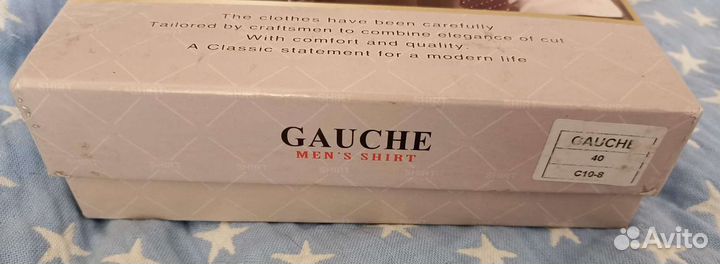 The clothes have been carefully
Tailored by craftsmen to combine elegance of cut
With comfort and quality.
A Classic statement for a modern life
GAUCHE
MEN'S SHIRT
GAUCHE
40
C10-8
Avito